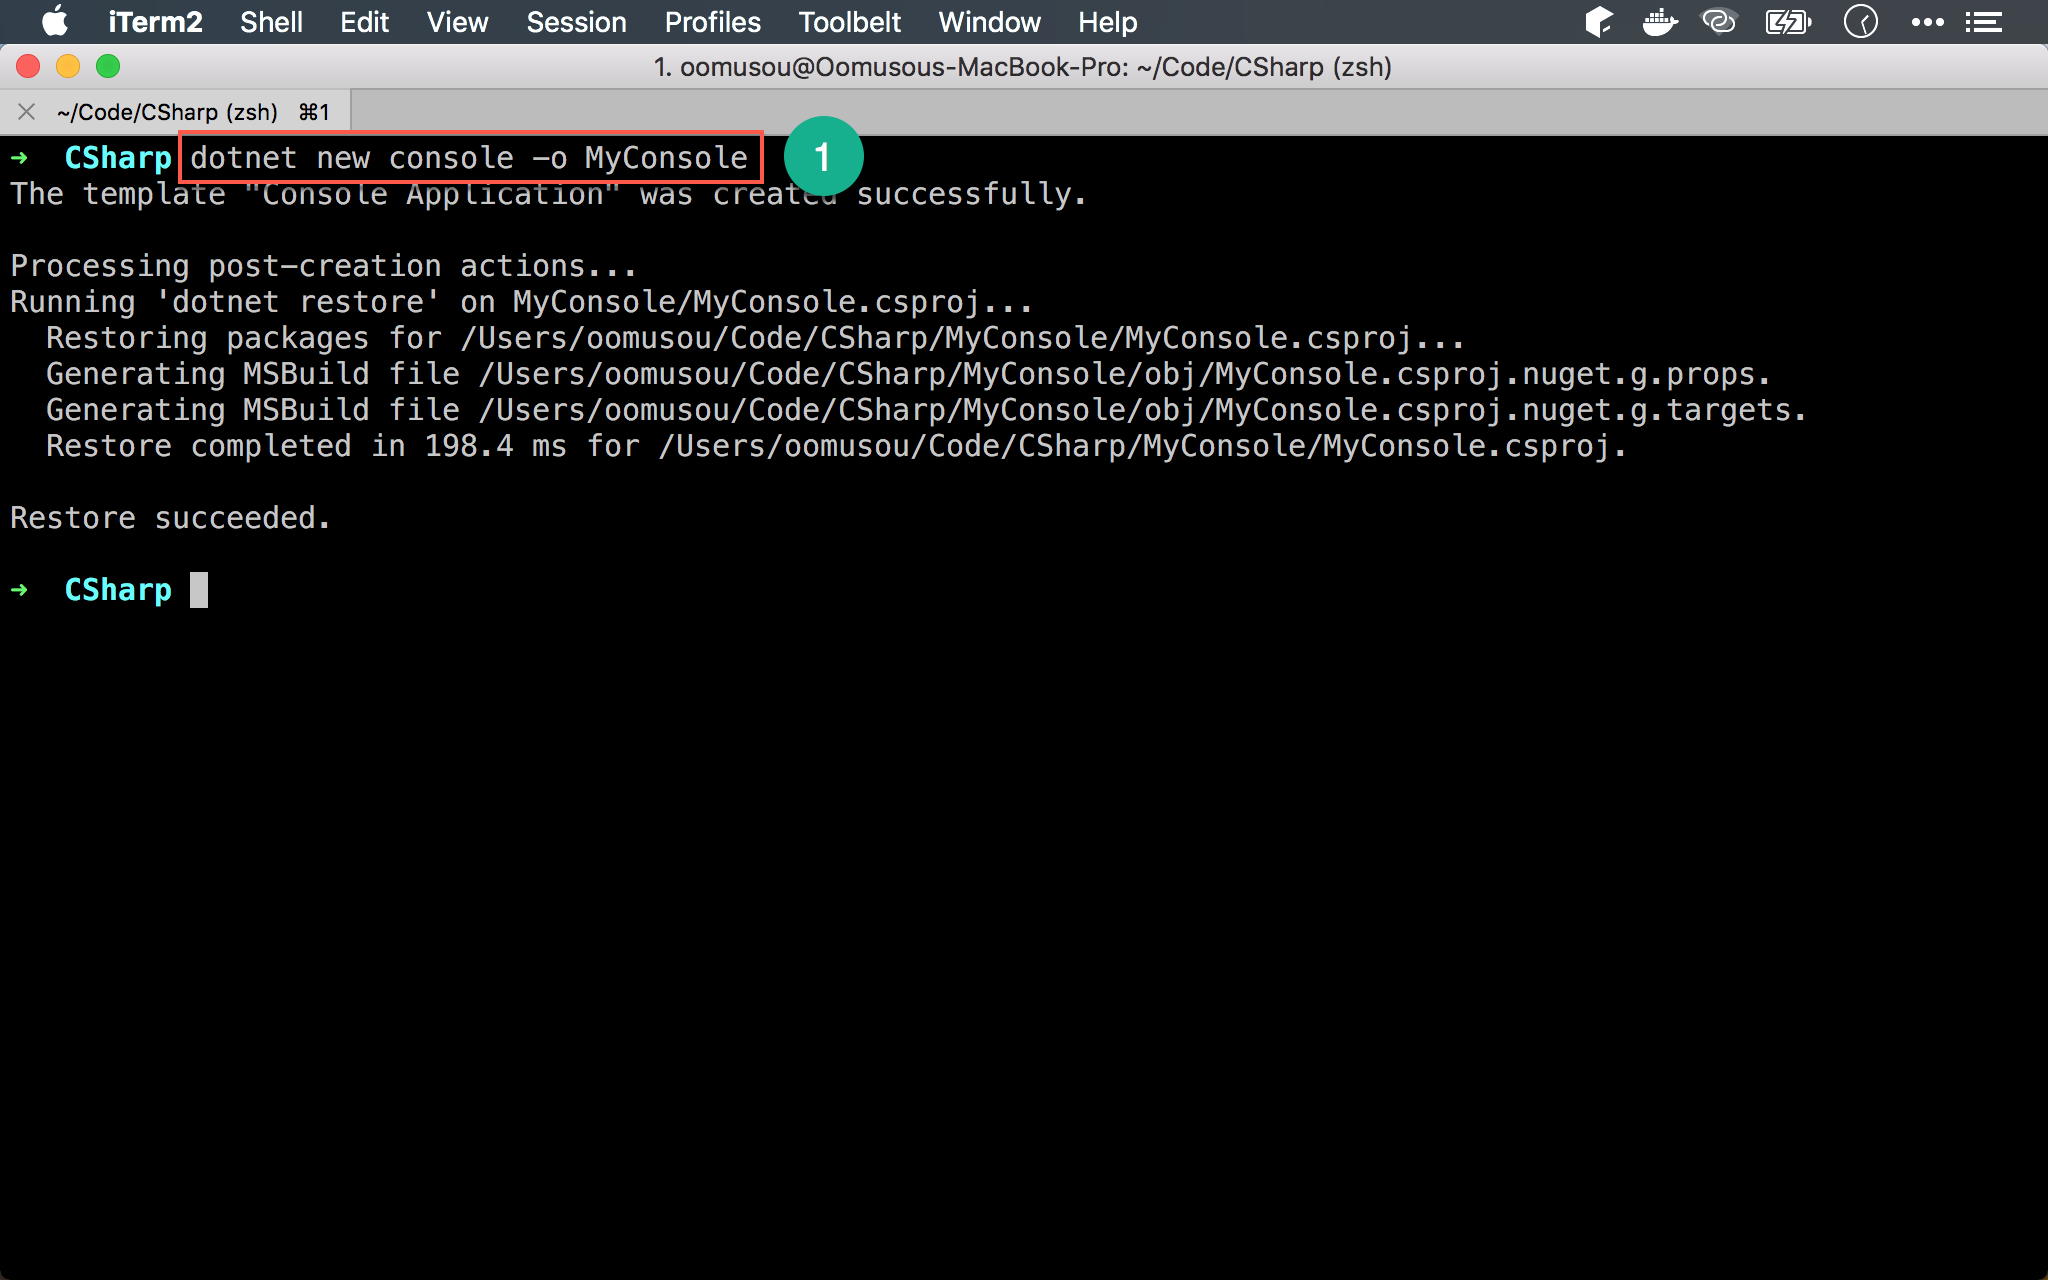 iTerm2 Shell Edit View Session Profiles Toolbelt Window Help
1. oomusou@Oomusous-MacBook-Pro: ~/Code/CSharp (zsh)
~/Code/CSharp (zsh) ⌘1
➜ CSharp dotnet new console -o MyConsole 1
The template "Console Application" was created successfully.
Processing post-creation actions...
Running 'dotnet restore' on MyConsole/MyConsole.csproj...
Restoring packages for /Users/oomusou/Code/CSharp/MyConsole/MyConsole.csproj...
Generating MSBuild file /Users/oomusou/Code/CSharp/MyConsole/obj/MyConsole.csproj.nuget.g.props.
Generating MSBuild file /Users/oomusou/Code/CSharp/MyConsole/obj/MyConsole.csproj.nuget.g.targets.
Restore completed in 198.4 ms for /Users/oomusou/Code/CSharp/MyConsole/MyConsole.csproj.
Restore succeeded.
➜ CSharp